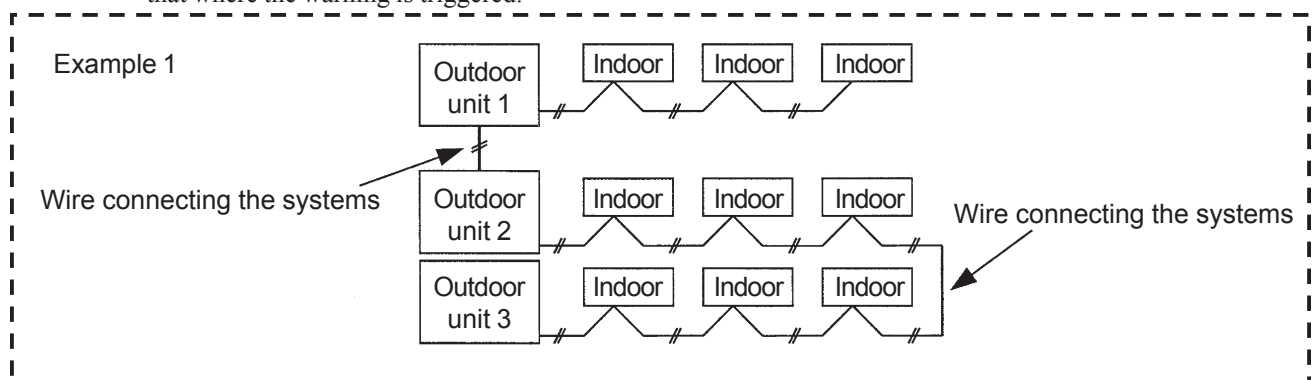 that where the warning is triggered.
Example 1
Outdoor
unit 1
Indoor
Indoor
Indoor
Wire connecting the systems
Outdoor
unit 2
Indoor
Indoor
Indoor
Wire connecting the systems
Outdoor
unit 3
Indoor
Indoor
Indoor